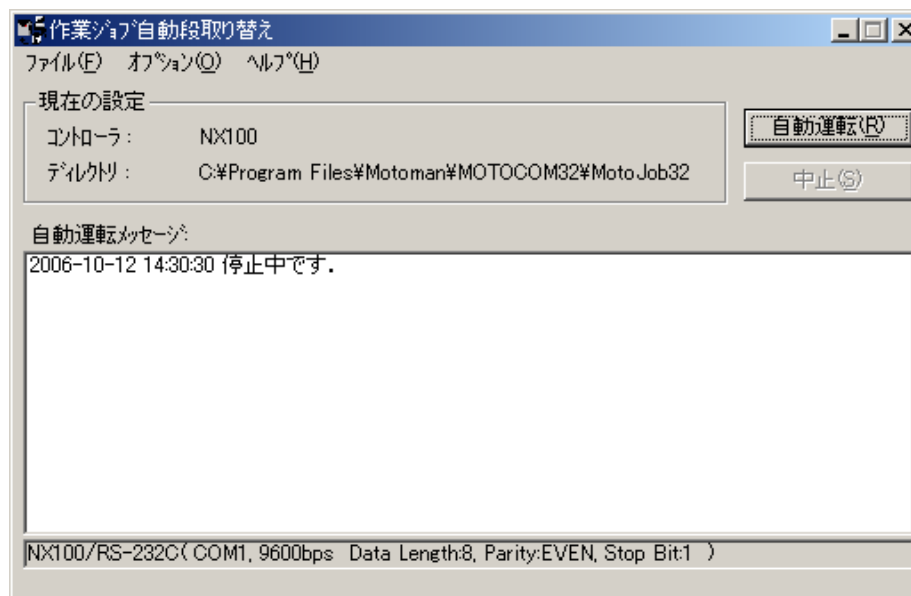 作業ｼﾞｮﾌﾞ自動段取り替え
ﾌｧｲﾙ(F) ｵﾌﾟｼｮﾝ(O) ﾍﾙﾌﾟ(H)
現在の設定
ｺﾝﾄﾛｰﾗ : NX100
ﾃﾞｨﾚｸﾄﾘ : C:¥Program Files¥Motoman¥MOTOCOM32¥MotoJob32
自動運転(R)
中止(S)
自動運転ﾒｯｾｰｼﾞ:
2006-10-12 14:30:30 停止中です.
NX100/RS-232C( COM1, 9600bps Data Length:8, Parity:EVEN, Stop Bit:1 )